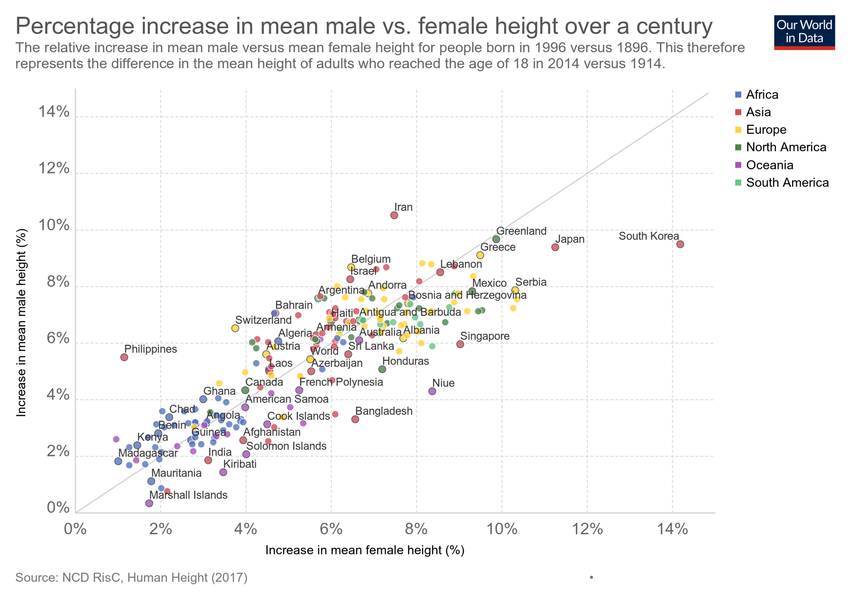 Percentage increase in mean male vs. female height over a century
The relative increase in mean male versus mean female height for people born in 1996 versus 1896. This therefore
represents the difference in the mean height of adults who reached the age of 18 in 2014 versus 1914.
Our World
in Data
14%
12%
10%
8%
6%
4%
2%
0%
Increase in mean male height (%)
Iran
Greenland
Greece
Japan
South Korea
Belgium
Israel
Lebanon
Andorra
Argentina
Mexico
Serbia
Bosnia and Herzegovina
Bahrain
Haiti
Antigua and Barbuda
Switzerland
Armenia
Algeria
Australia
Albania
Austria
World
Sri Lanka
Singapore
Philippines
Laos
Azerbaijan
Honduras
Ghana
Canada
French Polynesia
Niue
American Samoa
Chad
Angola
Cook Islands
Bangladesh
Benin
Guinea
Afghanistan
Kenya
Solomon Islands
Madagascar
India
Kiribati
Mauritania
Marshall Islands
0%
2%
4%
6%
8%
10%
12%
14%
Increase in mean female height (%)
Africa
Asia
Europe
North America
Oceania
South America
Source: NCD RisC, Human Height (2017)